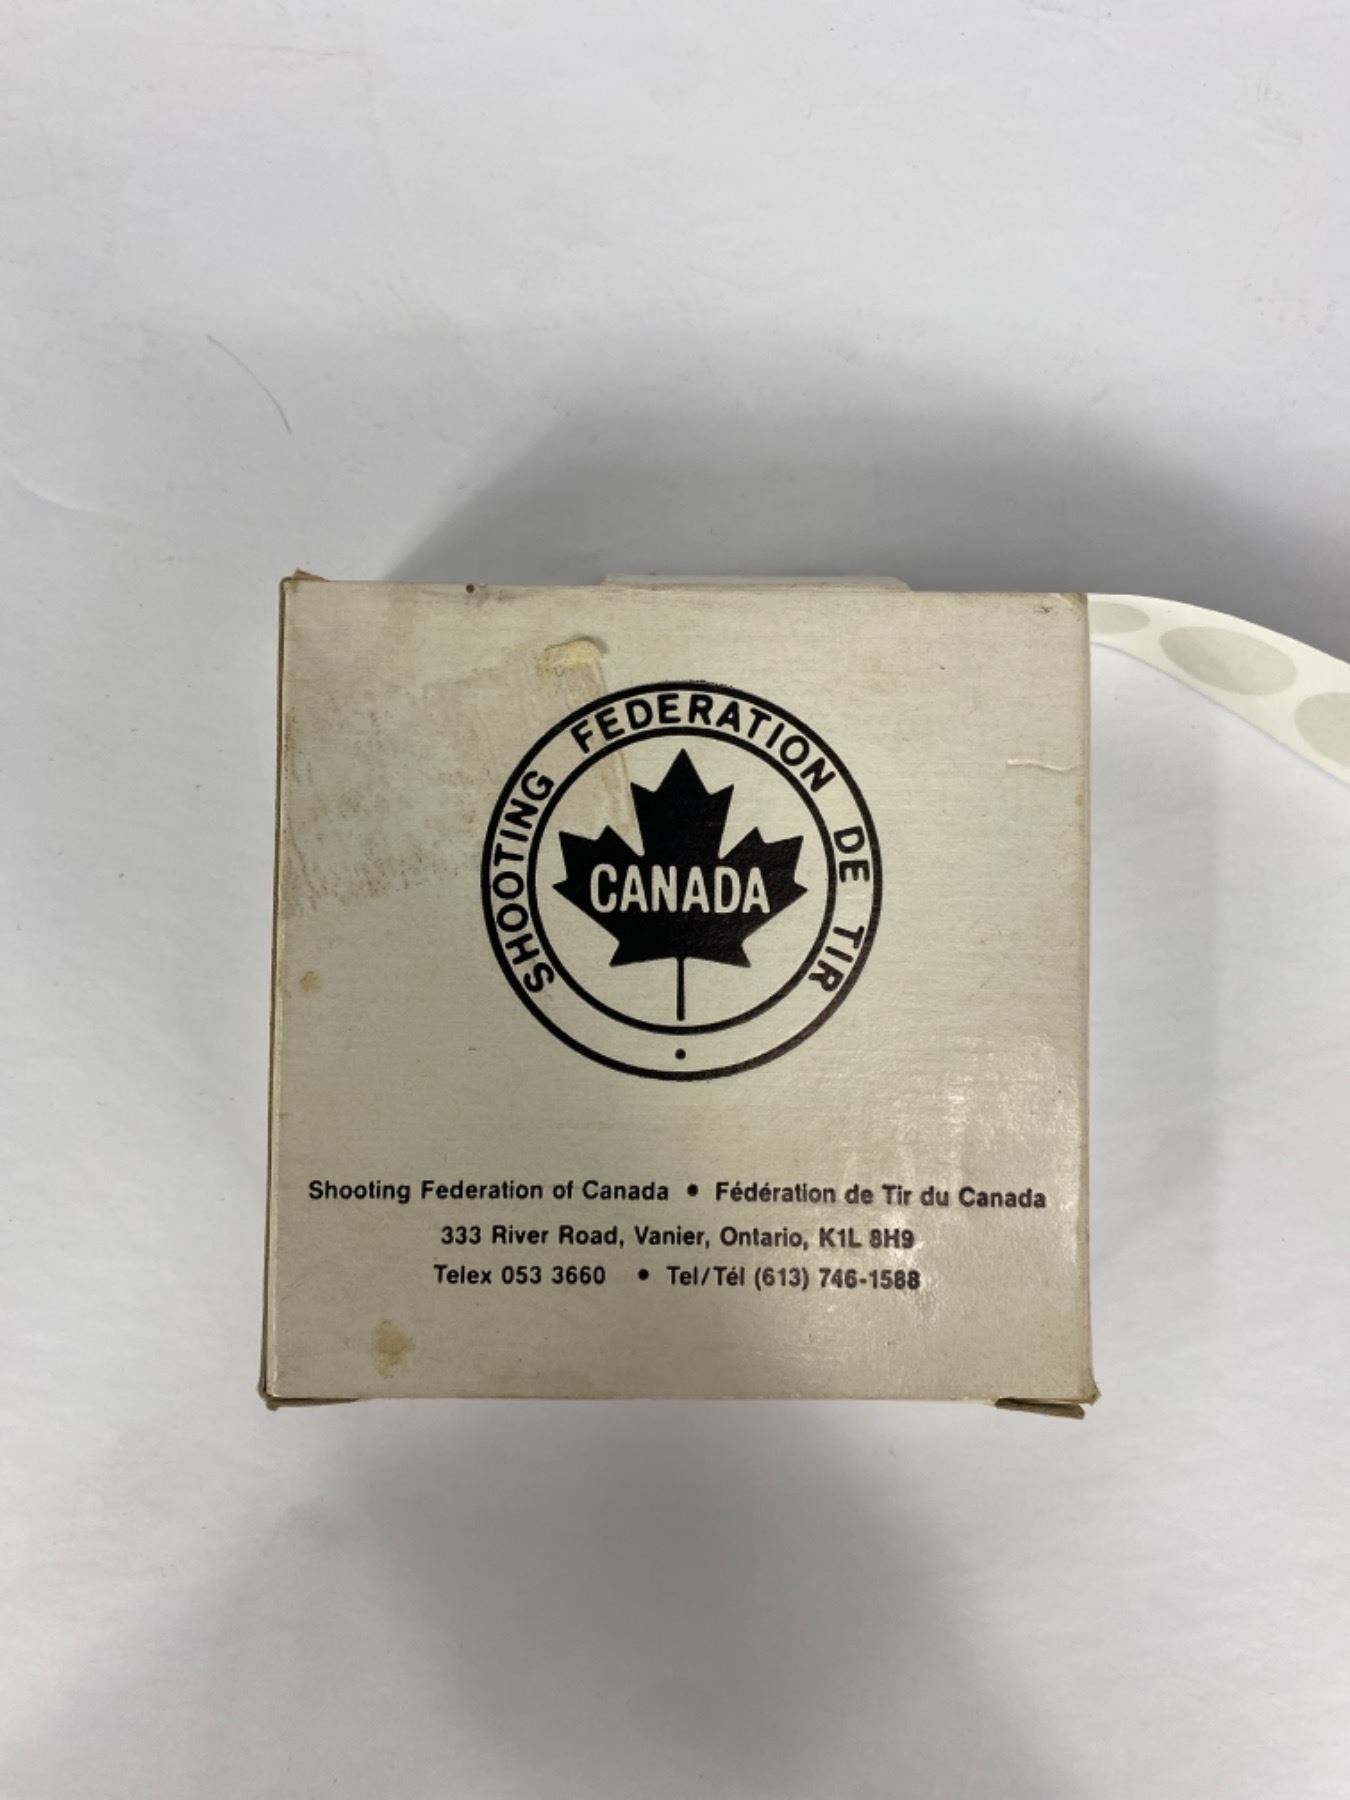 SHOOTING FEDERATION DE TIR
CANADA
Shooting Federation of Canada • Fédération de Tir du Canada
333 River Road, Vanier, Ontario, K1L 8H9
Telex 053 3660 • Tel/Tél (613) 746-1588